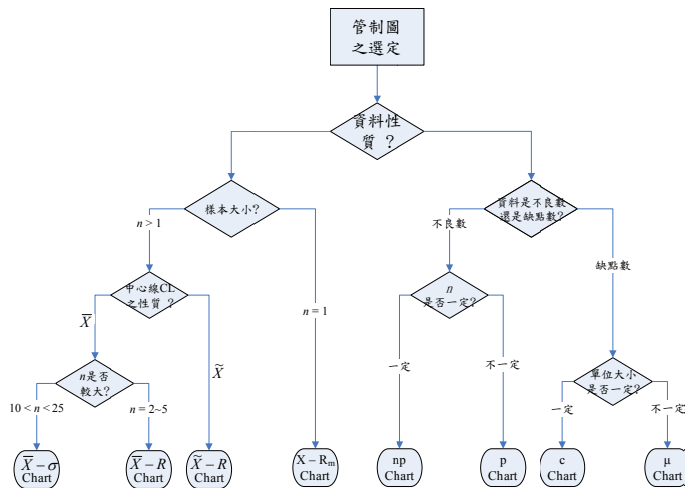 管制圖
之選定
資料性
質 ?
樣本大小?
資料是不良數
還是缺點數?
n > 1
不良數
缺點數
中心線CL
之性質 ?
n
是否一定?
n = 1
X̅
X̃
n是否
較大?
一定
不一定
單位大小
是否一定?
10 < n < 25
n = 2~5
一定
不一定
X̅ – σ
Chart
X̅ – R
Chart
X̃ – R
Chart
X – Rm
Chart
np
Chart
p
Chart
c
Chart
μ
Chart